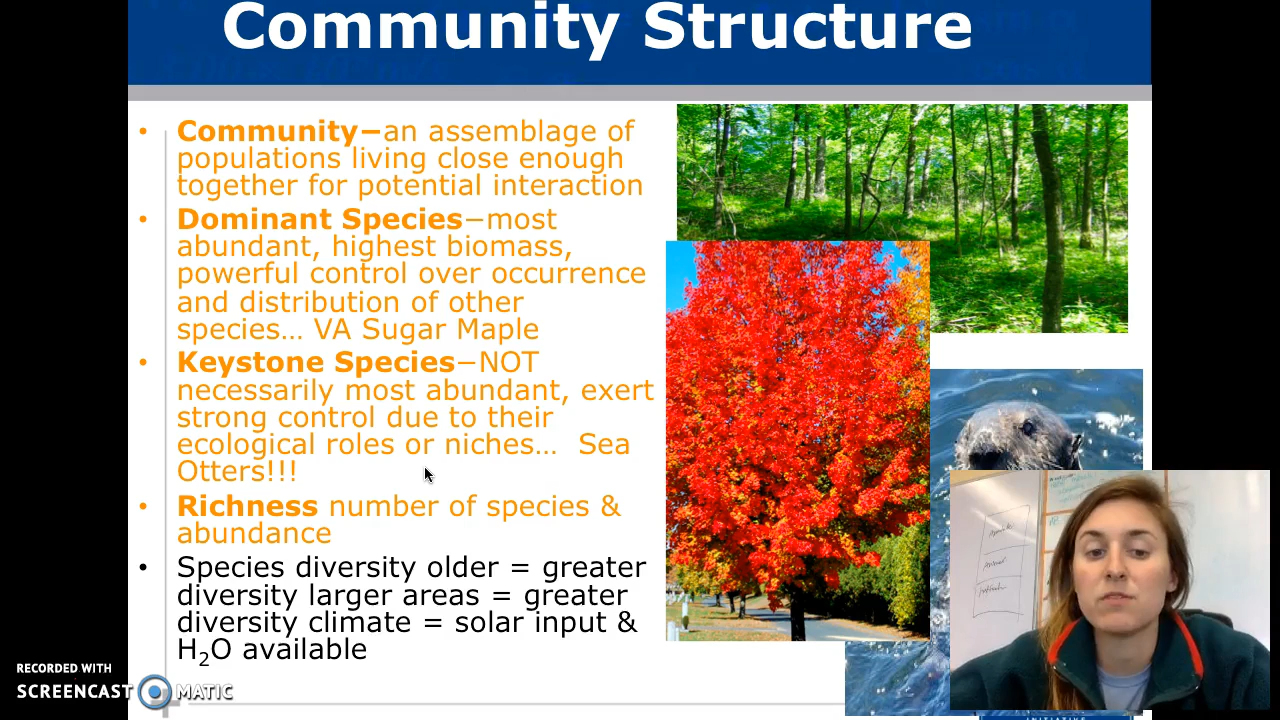 Community Structure
• Community–an assemblage of
populations living close enough
together for potential interaction
• Dominant Species–most
abundant, highest biomass,
powerful control over occurrence
and distribution of other
species… VA Sugar Maple
• Keystone Species–NOT
necessarily most abundant, exert
strong control due to their
ecological roles or niches… Sea
Otters!!!
• Richness number of species &
abundance
• Species diversity older = greater
diversity larger areas = greater
diversity climate = solar input &
H₂O available
RECORDED WITH
SCREENCAST MATIC
INITIATIVE